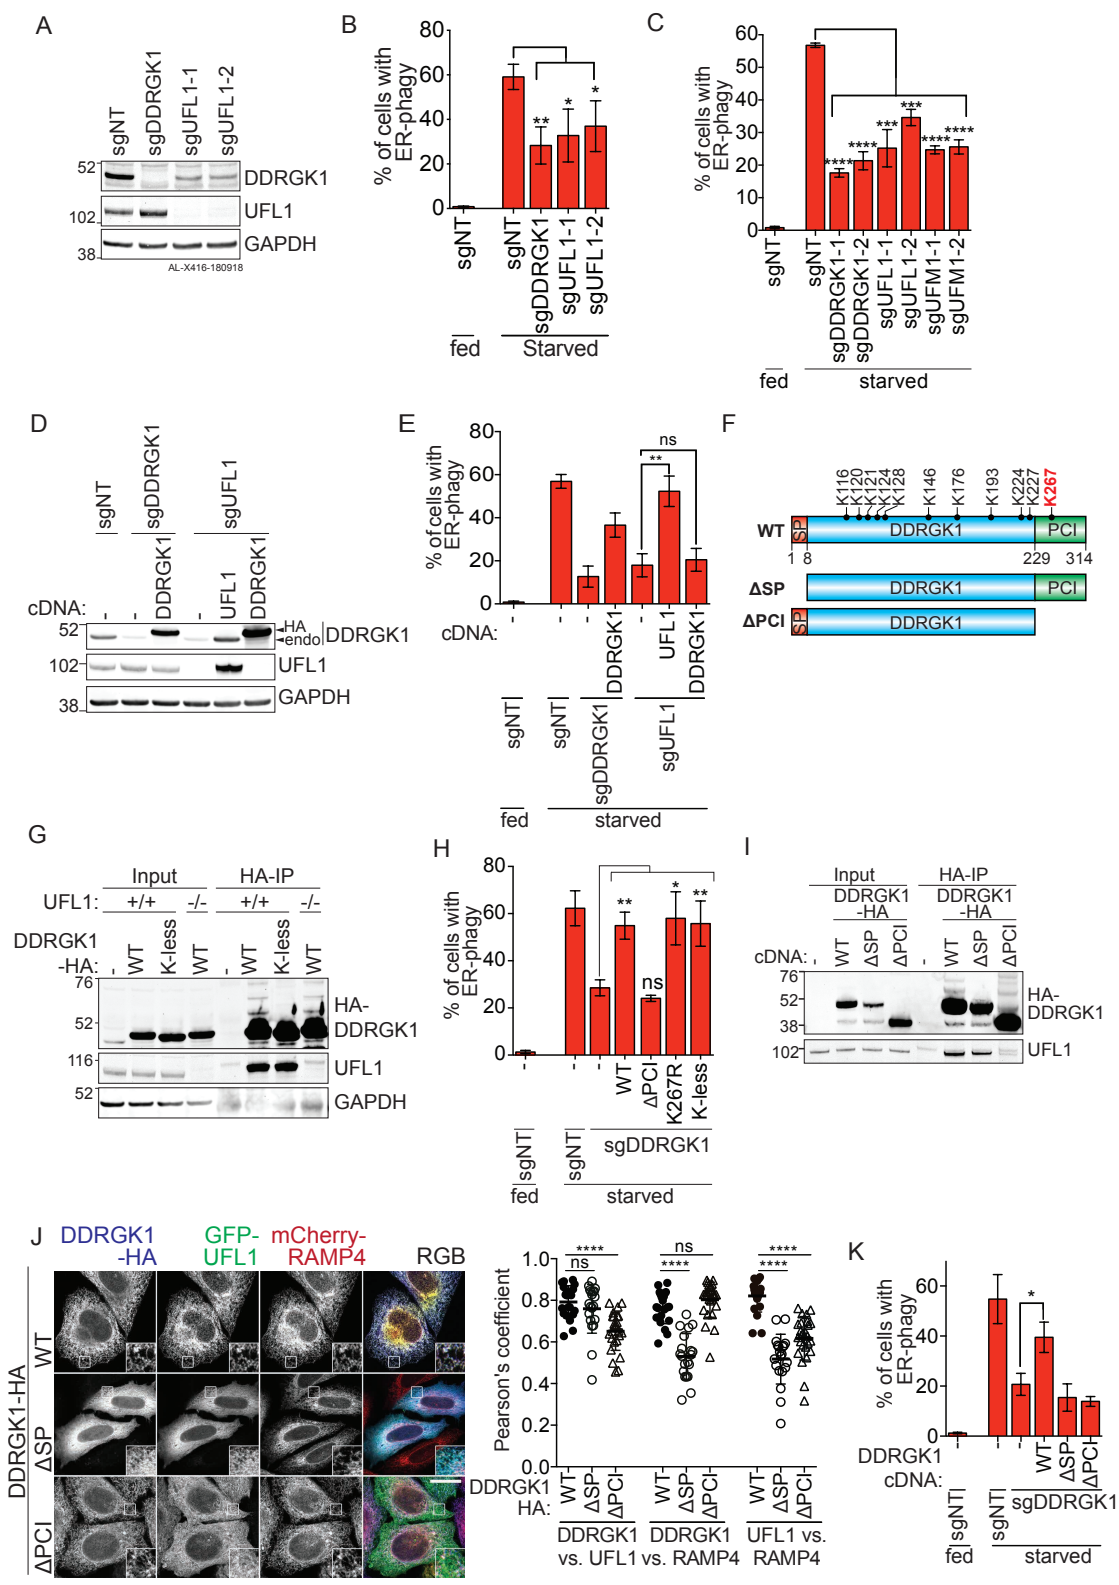 A
sgNT
sgDDRGK1
sgUFL1-1
sgUFL1-2
52
DDRGK1
102
UFL1
38
GAPDH
AL-X416-180918
B
% of cells with
ER-phagy
80
60
40
20
0
**
*
*
sgNT
sgNT
sgDDRGK1
sgUFL1-1
sgUFL1-2
fed
Starved
C
% of cells with
ER-phagy
60
50
40
30
20
10
0
****
****
***
***
****
****
sgNT
sgNT
sgDDRGK1-1
sgDDRGK1-2
sgUFL1-1
sgUFL1-2
sgUFM1-1
sgUFM1-2
fed
starved
D
sgNT
sgDDRGK1
sgUFL1
cDNA:
-
-
DDRGK1
-
UFL1
DDRGK1
52
HA
endo
DDRGK1
102
UFL1
38
GAPDH
E
% of cells with
ER-phagy
80
60
40
20
0
ns
**
cDNA:
-
-
-
DDRGK1
-
UFL1
DDRGK1
sgNT
sgNT
sgDDRGK1
sgUFL1
fed
starved
F
K116
K120
K121
K124
K128
K146
K176
K193
K224
K227
K267
WT
SP
DDRGK1
PCI
1
8
229
314
ΔSP
DDRGK1
PCI
ΔPCI
SP
DDRGK1
G
Input
HA-IP
UFL1:
+/+
-/-
+/+
-/-
DDRGK1
-HA:
-
WT
K-less
WT
-
WT
K-less
WT
76
52
HA-
DDRGK1
116
UFL1
52
GAPDH
H
% of cells with
ER-phagy
80
60
40
20
0
**
ns
*
**
-
-
-
WT
ΔPCI
K267R
K-less
sgNT
sgNT
sgDDRGK1
fed
starved
I
Input
HA-IP
DDRGK1
-HA
DDRGK1
-HA
cDNA:
-
WT
ΔSP
ΔPCI
-
WT
ΔSP
ΔPCI
76
52
38
HA-
DDRGK1
102
UFL1
J
DDRGK1
-HA
GFP-
UFL1
mCherry-
RAMP4
RGB
DDRGK1-HA
WT
ΔSP
ΔPCI
Pearson's coefficient
1.0
0.8
0.6
0.4
0.2
0.0
****
ns
ns
****
****
****
DDRGK1
HA:
WT
ΔSP
ΔPCI
WT
ΔSP
ΔPCI
WT
ΔSP
ΔPCI
DDRGK1
vs. UFL1
DDRGK1
vs. RAMP4
UFL1 vs.
RAMP4
K
% of cells with
ER-phagy
60
40
20
0
*
DDRGK1
cDNA:
-
-
-
WT
ΔSP
ΔPCI
sgNT
sgNT
sgDDRGK1
fed
starved